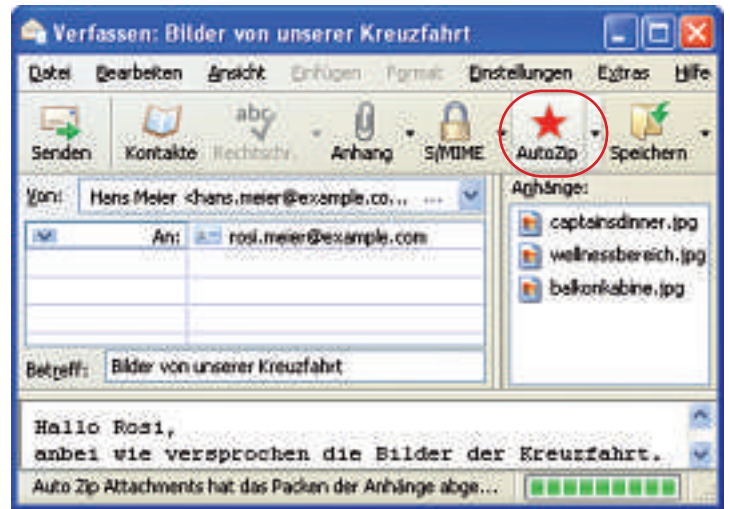 Verfassen: Bilder von unserer Kreuzfahrt
Datei Bearbeiten Ansicht Einfügen Format Einstellungen Extras Hilfe
Senden Kontakte Rechtschr. Anhang S/MIME AutoZip Speichern
Von: Hans Meier <hans.meier@example.co... ...
Anhänge:
An: rosi.meier@example.com
captainsdinner.jpg
wellnessbereich.jpg
balkonkabine.jpg
Betreff: Bilder von unserer Kreuzfahrt
Hallo Rosi,
anbei wie versprochen die Bilder der Kreuzfahrt.
Auto Zip Attachments hat das Packen der Anhänge abge...